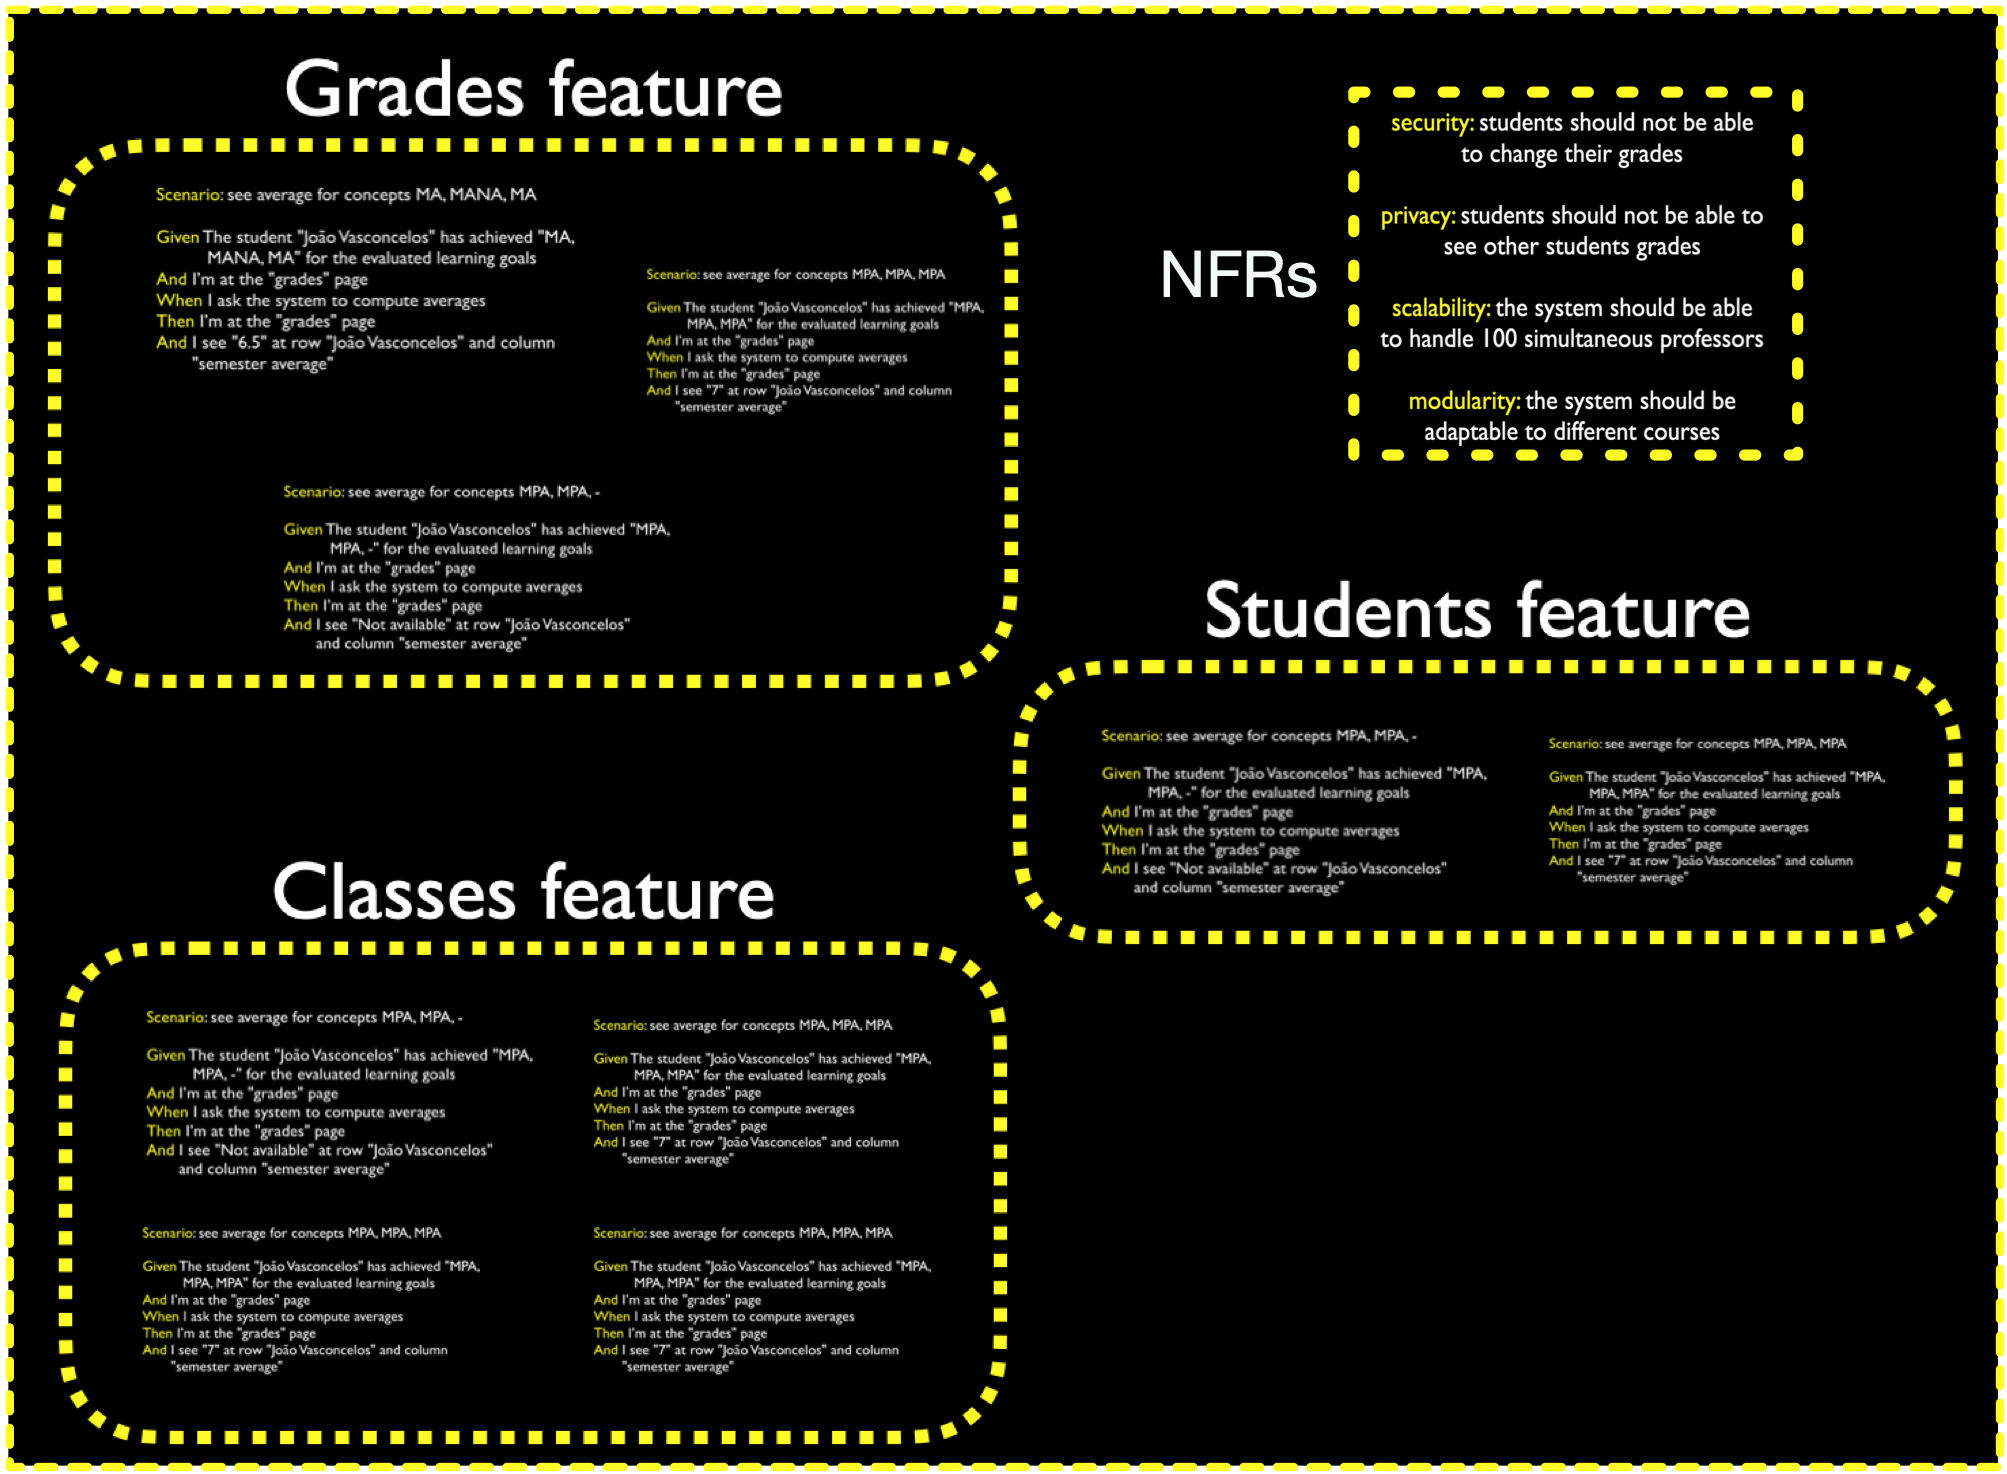 Grades feature
Scenario: see average for concepts MA, MANA, MA
Given The student "João Vasconcelos" has achieved "MA,
MANA, MA" for the evaluated learning goals
And I'm at the "grades" page
When I ask the system to compute averages
Then I'm at the "grades" page
And I see "6.5" at row "João Vasconcelos" and column
"semester average"
Scenario: see average for concepts MPA, MPA, MPA
Given The student "João Vasconcelos" has achieved "MPA,
MPA, MPA" for the evaluated learning goals
And I'm at the "grades" page
When I ask the system to compute averages
Then I'm at the "grades" page
And I see "7" at row "João Vasconcelos" and column
"semester average"
Scenario: see average for concepts MPA, MPA, -
Given The student "João Vasconcelos" has achieved "MPA,
MPA, -" for the evaluated learning goals
And I'm at the "grades" page
When I ask the system to compute averages
Then I'm at the "grades" page
And I see "Not available" at row "João Vasconcelos"
and column "semester average"
NFRs
security: students should not be able
to change their grades
privacy: students should not be able to
see other students grades
scalability: the system should be able
to handle 100 simultaneous professors
modularity: the system should be
adaptable to different courses
Students feature
Scenario: see average for concepts MPA, MPA, -
Given The student "João Vasconcelos" has achieved "MPA,
MPA, -" for the evaluated learning goals
And I'm at the "grades" page
When I ask the system to compute averages
Then I'm at the "grades" page
And I see "Not available" at row "João Vasconcelos"
and column "semester average"
Scenario: see average for concepts MPA, MPA, MPA
Given The student "João Vasconcelos" has achieved "MPA,
MPA, MPA" for the evaluated learning goals
And I'm at the "grades" page
When I ask the system to compute averages
Then I'm at the "grades" page
And I see "7" at row "João Vasconcelos" and column
"semester average"
Classes feature
Scenario: see average for concepts MPA, MPA, -
Given The student "João Vasconcelos" has achieved "MPA,
MPA, -" for the evaluated learning goals
And I'm at the "grades" page
When I ask the system to compute averages
Then I'm at the "grades" page
And I see "Not available" at row "João Vasconcelos"
and column "semester average"
Scenario: see average for concepts MPA, MPA, MPA
Given The student "João Vasconcelos" has achieved "MPA,
MPA, MPA" for the evaluated learning goals
And I'm at the "grades" page
When I ask the system to compute averages
Then I'm at the "grades" page
And I see "7" at row "João Vasconcelos" and column
"semester average"
Scenario: see average for concepts MPA, MPA, MPA
Given The student "João Vasconcelos" has achieved "MPA,
MPA, MPA" for the evaluated learning goals
And I'm at the "grades" page
When I ask the system to compute averages
Then I'm at the "grades" page
And I see "7" at row "João Vasconcelos" and column
"semester average"
Scenario: see average for concepts MPA, MPA, MPA
Given The student "João Vasconcelos" has achieved "MPA,
MPA, MPA" for the evaluated learning goals
And I'm at the "grades" page
When I ask the system to compute averages
Then I'm at the "grades" page
And I see "7" at row "João Vasconcelos" and column
"semester average"